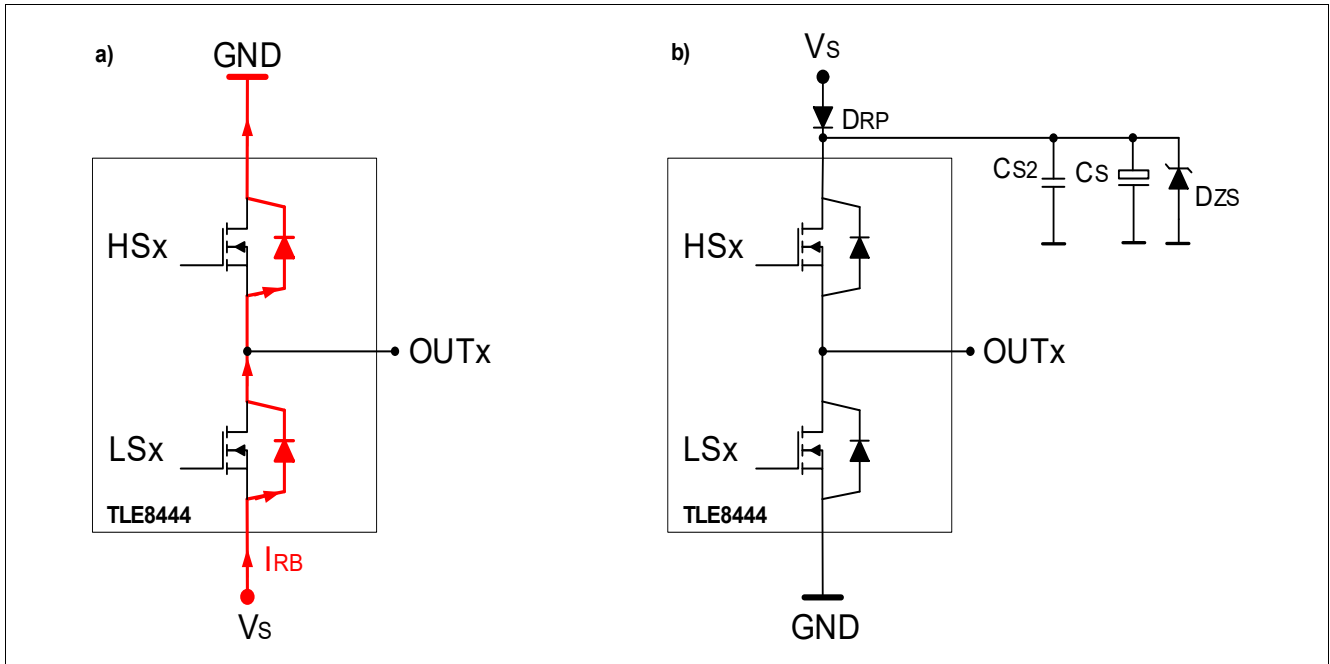 a)
GND
HSx
OUTx
LSx
TLE8444
IRB
VS
b)
VS
DRP
CS2
CS
DZS
HSx
OUTx
LSx
TLE8444
GND